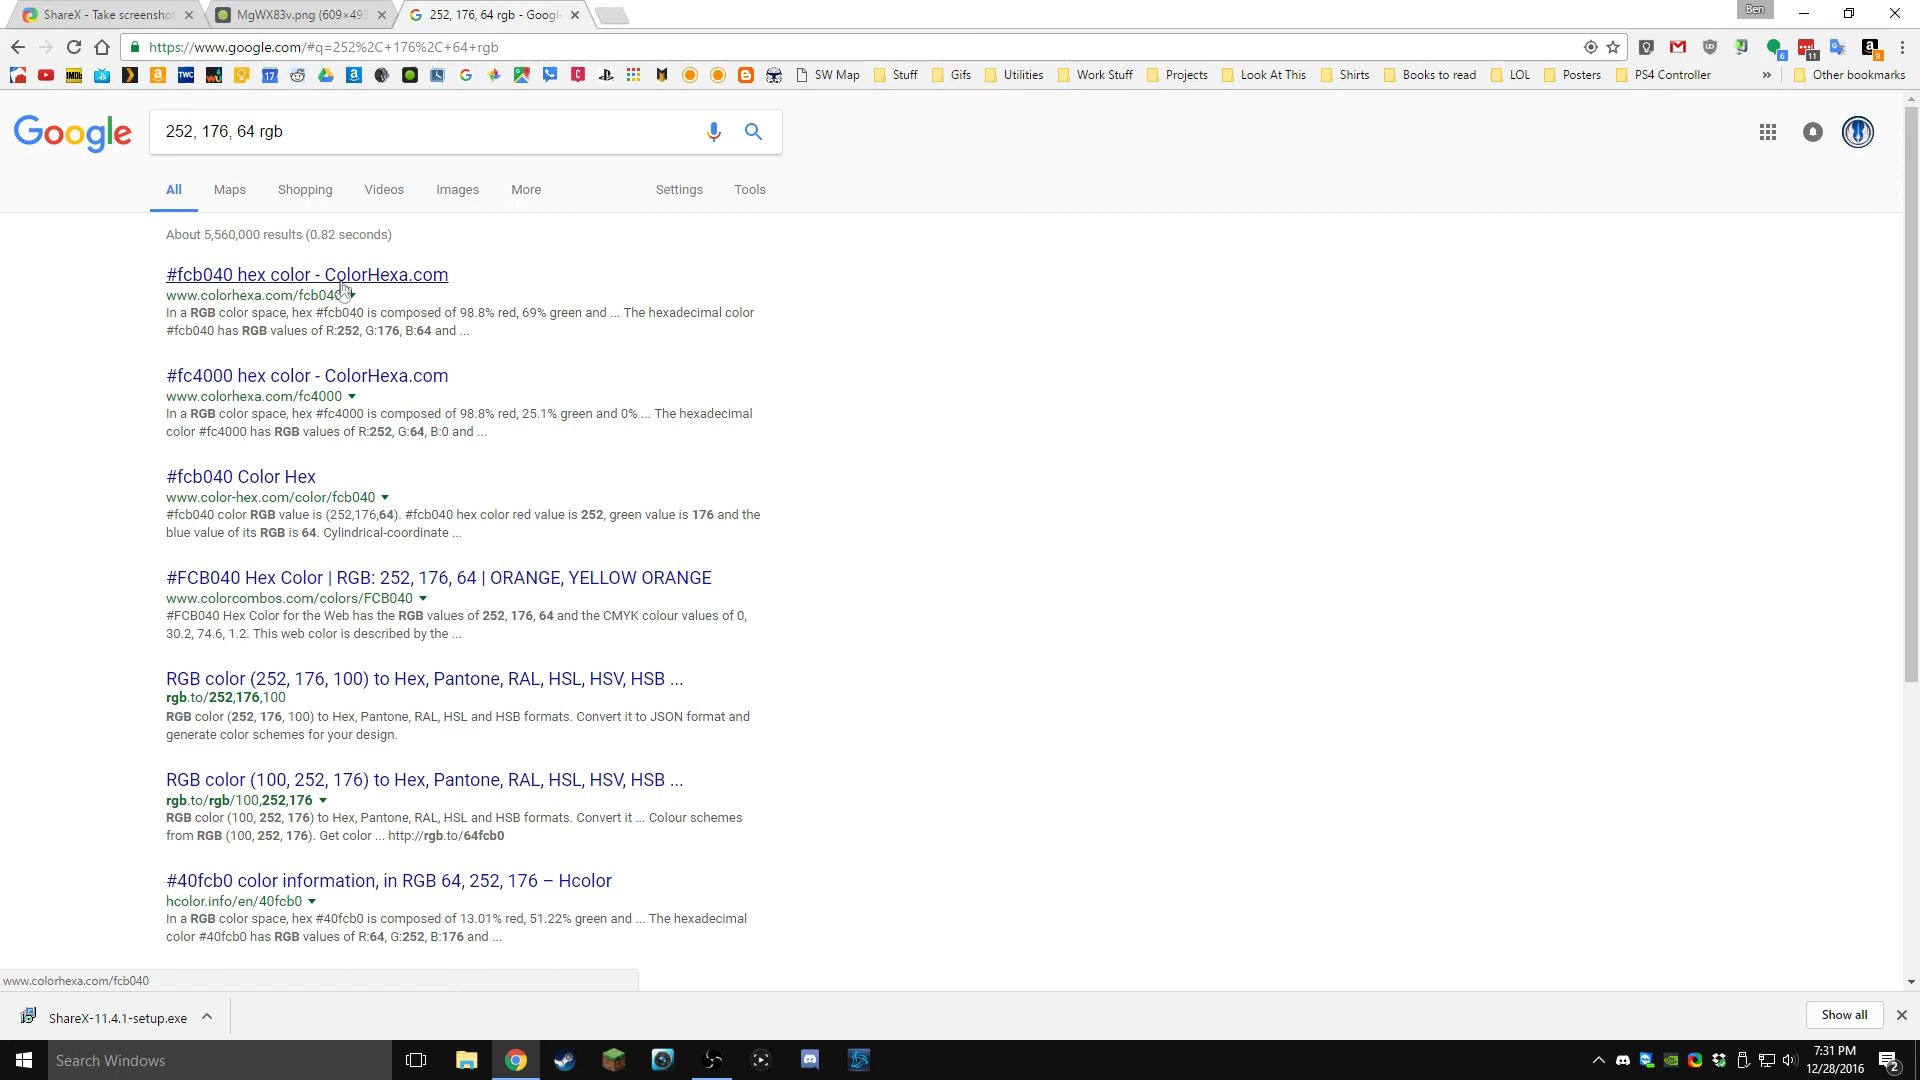 ShareX - Take screenshot
MgWX83v.png (609×493
252, 176, 64 rgb - Google
Ben
https://www.google.com/#q=252%2C+176%2C+64+rgb
SW Map
Stuff
Gifs
Utilities
Work Stuff
Projects
Look At This
Shirts
Books to read
LOL
Posters
PS4 Controller
»
Other bookmarks
Google
252, 176, 64 rgb
All Maps Shopping Videos Images More Settings Tools
About 5,560,000 results (0.82 seconds)
#fcb040 hex color - ColorHexa.com
www.colorhexa.com/fcb040
In a RGB color space, hex #fcb040 is composed of 98.8% red, 69% green and ... The hexadecimal color
#fcb040 has RGB values of R:252, G:176, B:64 and ...
#fc4000 hex color - ColorHexa.com
www.colorhexa.com/fc4000
In a RGB color space, hex #fc4000 is composed of 98.8% red, 25.1% green and 0% ... The hexadecimal
color #fc4000 has RGB values of R:252, G:64, B:0 and ...
#fcb040 Color Hex
www.color-hex.com/color/fcb040
#fcb040 color RGB value is (252,176,64). #fcb040 hex color red value is 252, green value is 176 and the
blue value of its RGB is 64. Cylindrical-coordinate ...
#FCB040 Hex Color | RGB: 252, 176, 64 | ORANGE, YELLOW ORANGE
www.colorcombos.com/colors/FCB040
#FCB040 Hex Color for the Web has the RGB values of 252, 176, 64 and the CMYK colour values of 0,
30.2, 74.6, 1.2. This web color is described by the ...
RGB color (252, 176, 100) to Hex, Pantone, RAL, HSL, HSV, HSB ...
rgb.to/252,176,100
RGB color (252, 176, 100) to Hex, Pantone, RAL, HSL and HSB formats. Convert it to JSON format and
generate color schemes for your design.
RGB color (100, 252, 176) to Hex, Pantone, RAL, HSL, HSV, HSB ...
rgb.to/rgb/100,252,176
RGB color (100, 252, 176) to Hex, Pantone, RAL, HSL and HSB formats. Convert it ... Colour schemes
from RGB (100, 252, 176). Get color ... http://rgb.to/64fcb0
#40fcb0 color information, in RGB 64, 252, 176 – Hcolor
hcolor.info/en/40fcb0
In a RGB color space, hex #40fcb0 is composed of 13.01% red, 51.22% green and ... The hexadecimal
color #40fcb0 has RGB values of R:64, G:252, B:176 and ...
www.colorhexa.com/fcb040
ShareX-11.4.1-setup.exe
Show all
Search Windows
7:31 PM
12/28/2016
2